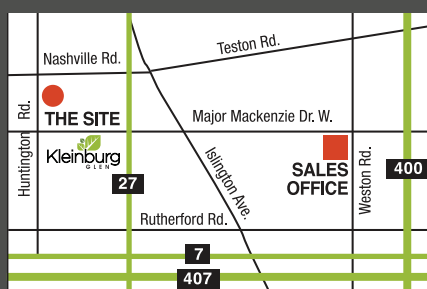 Teston Rd.
Nashville Rd.
Huntington Rd.
THE SITE
Major Mackenzie Dr. W.
Kleinburg
GLEN
Islington Ave.
SALES
OFFICE
Weston Rd.
400
27
Rutherford Rd.
7
407